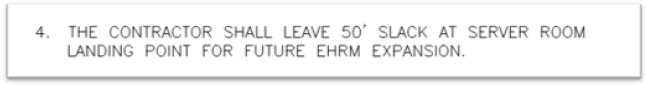 4. THE CONTRACTOR SHALL LEAVE 50' SLACK AT SERVER ROOM
LANDING POINT FOR FUTURE EHRM EXPANSION.